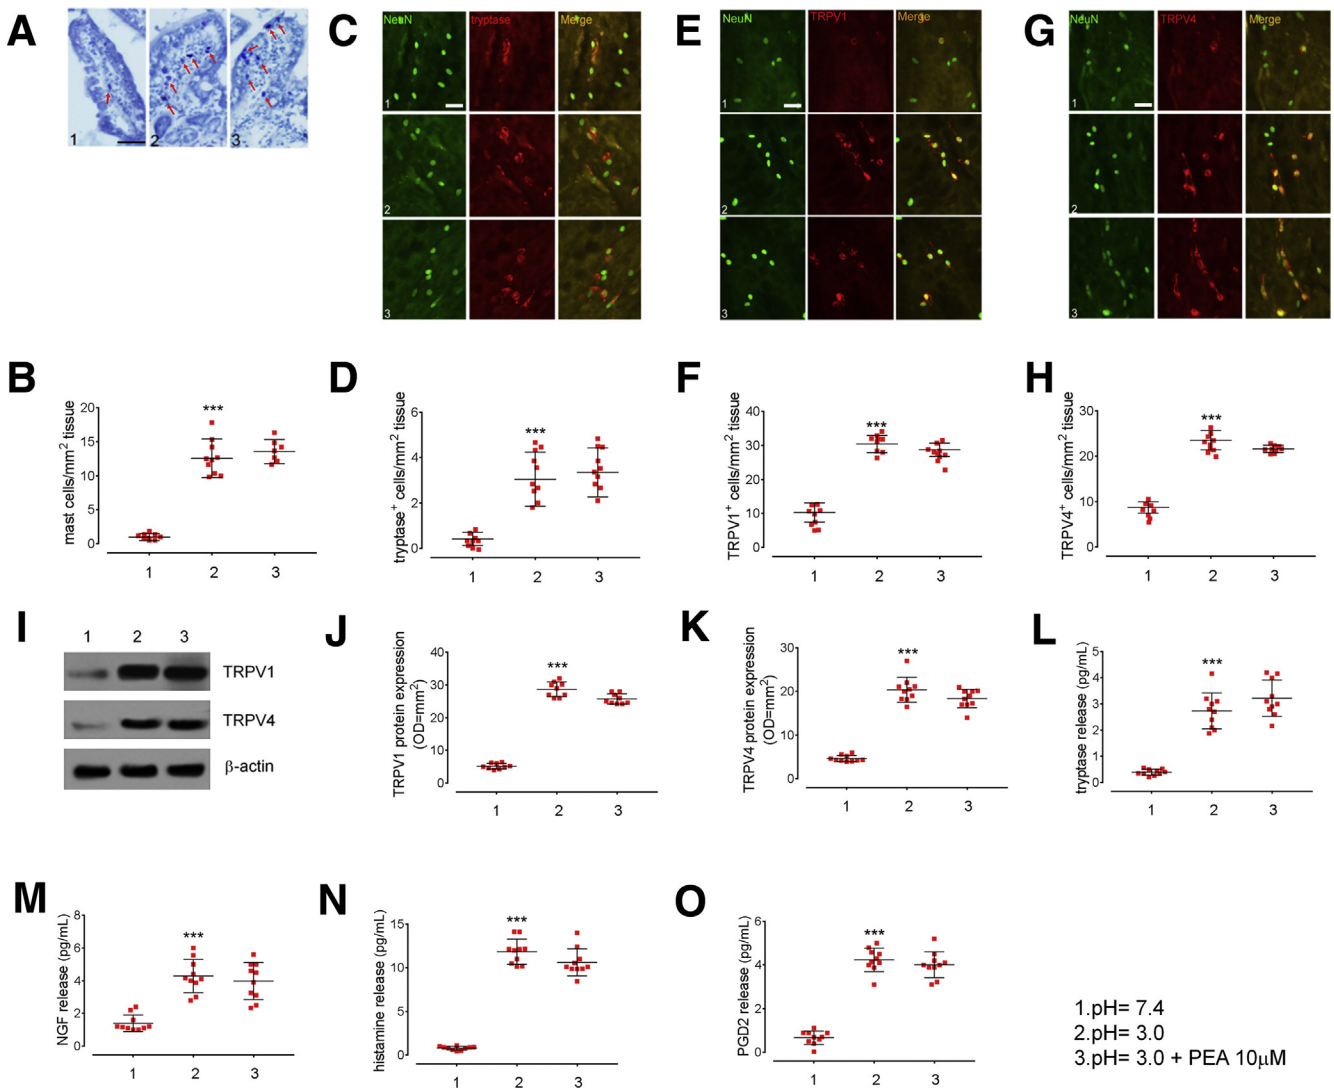 A
1
2
3
C
NeuN
tryptase
Merge
1
2
3
E
NeuN
TRPV1
Merge
1
2
3
G
NeuN
TRPV4
Merge
1
2
3
B
mast cells/mm2 tissue
20
15
10
5
0
***
1 2 3
D
tryptase+ cells/mm2 tissue
6
4
2
0
***
1 2 3
F
TRPV1+ cells/mm2 tissue
40
30
20
10
0
***
1 2 3
H
TRPV4+ cells/mm2 tissue
30
20
10
0
***
1 2 3
I
1 2 3
TRPV1
TRPV4
β-actin
J
TRPV1 protein expression
(OD=mm2)
40
30
20
10
0
***
1 2 3
K
TRPV4 protein expression
(OD=mm2)
30
20
10
0
***
1 2 3
L
tryptase release (pg/mL)
5
4
3
2
1
0
***
1 2 3
M
NGF release (pg/mL)
8
6
4
2
0
***
1 2 3
N
histamine release (pg/mL)
15
10
5
0
***
1 2 3
O
PGD2 release (pg/mL)
6
4
2
0
***
1 2 3
1.pH= 7.4
2.pH= 3.0
3.pH= 3.0 + PEA 10μM